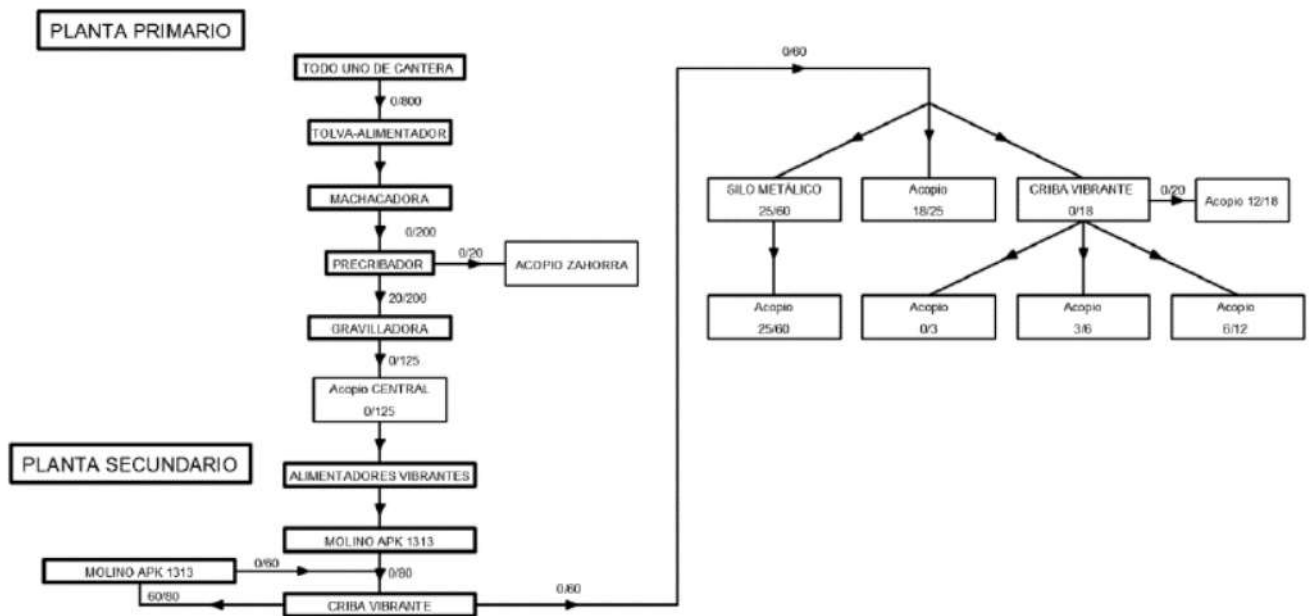 PLANTA PRIMARIO
TODO UNO DE CANTERA
0/800
TOLVA-ALIMENTADOR
MACHACADORA
0/200
PRECRIBADOR
0/20
ACOPIO ZAHORRA
20/200
GRAVILLADORA
0/125
Acopio CENTRAL
0/125
PLANTA SECUNDARIO
ALIMENTADORES VIBRANTES
MOLINO APK 1313
0/80
MOLINO APK 1313
0/60
60/80
CRIBA VIBRANTE
0/60
0/60
SILO METÁLICO
25/60
Acopio
18/25
CRIBA VIBRANTE
0/18
0/20
Acopio 12/18
Acopio
25/60
Acopio
0/3
Acopio
3/6
Acopio
6/12